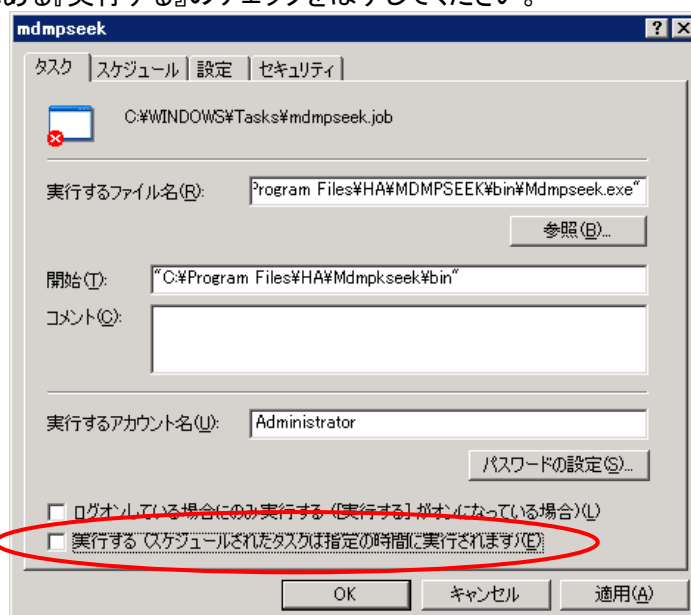 ある『実行する』のチェックをはずしてください。
mdmpseek
タスク スケジュール 設定 セキュリティ
C:¥WINDOWS¥Tasks¥mdmpseek.job
実行するファイル名(R): Program Files¥HA¥MDMPSEEK¥bin¥Mdmpseek.exe"
参照(B)...
開始(T): "C:¥Program Files¥HA¥Mdmpkseek¥bin"
コメント(C):
実行するアカウント名(U): Administrator
パスワードの設定(S)...
ログオンしている場合にのみ実行する ([実行する] がオンになっている場合)(L)
実行する (スケジュールされたタスクは指定の時間に実行されます)(E)
OK キャンセル 適用(A)